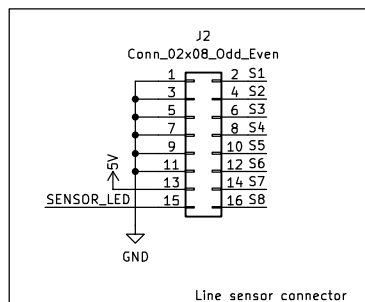 J2
Conn_02x08_Odd_Even
1 2 S1
3 4 S2
5 6 S3
7 8 S4
9 10 S5
5V
11 12 S6
13 14 S7
SENSOR_LED 15 16 S8
GND
Line sensor connector